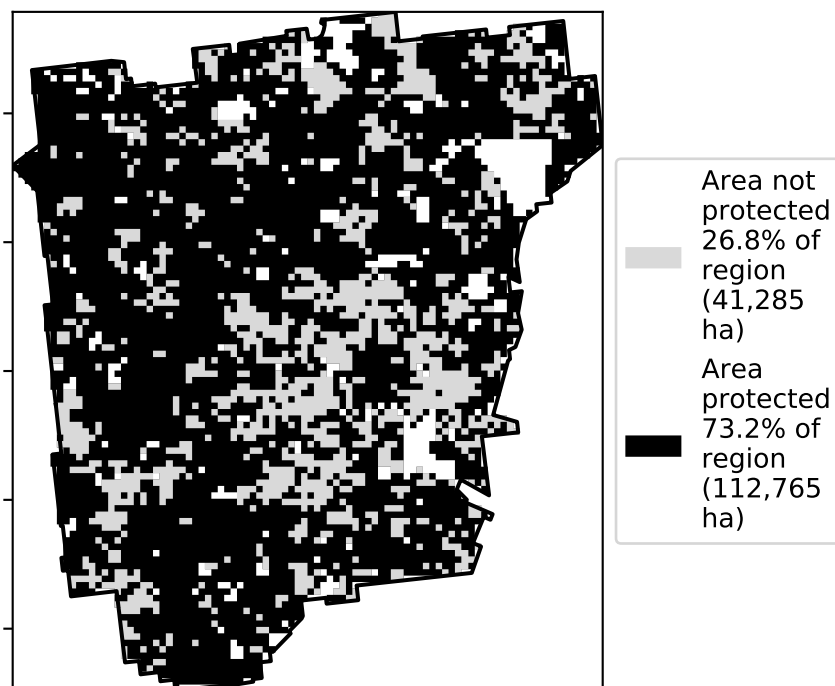 Area not
protected
26.8% of
region
(41,285
ha)
Area
protected
73.2% of
region
(112,765
ha)